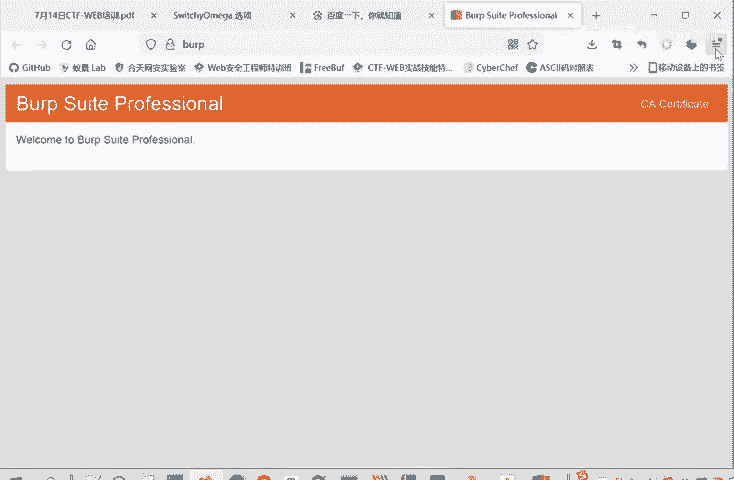 7月14日CTF-WEB培训.pdf
SwitchyOmega 选项
百度一下，你就知道
Burp Suite Professional
burp
GitHub
蚁景 Lab
合天网安实验室
Web安全工程师特训班
FreeBuf
CTF-WEB实战技能特...
CyberChef
ASCII码对照表
移动设备上的书签
Burp Suite Professional
CA Certificate
Welcome to Burp Suite Professional.